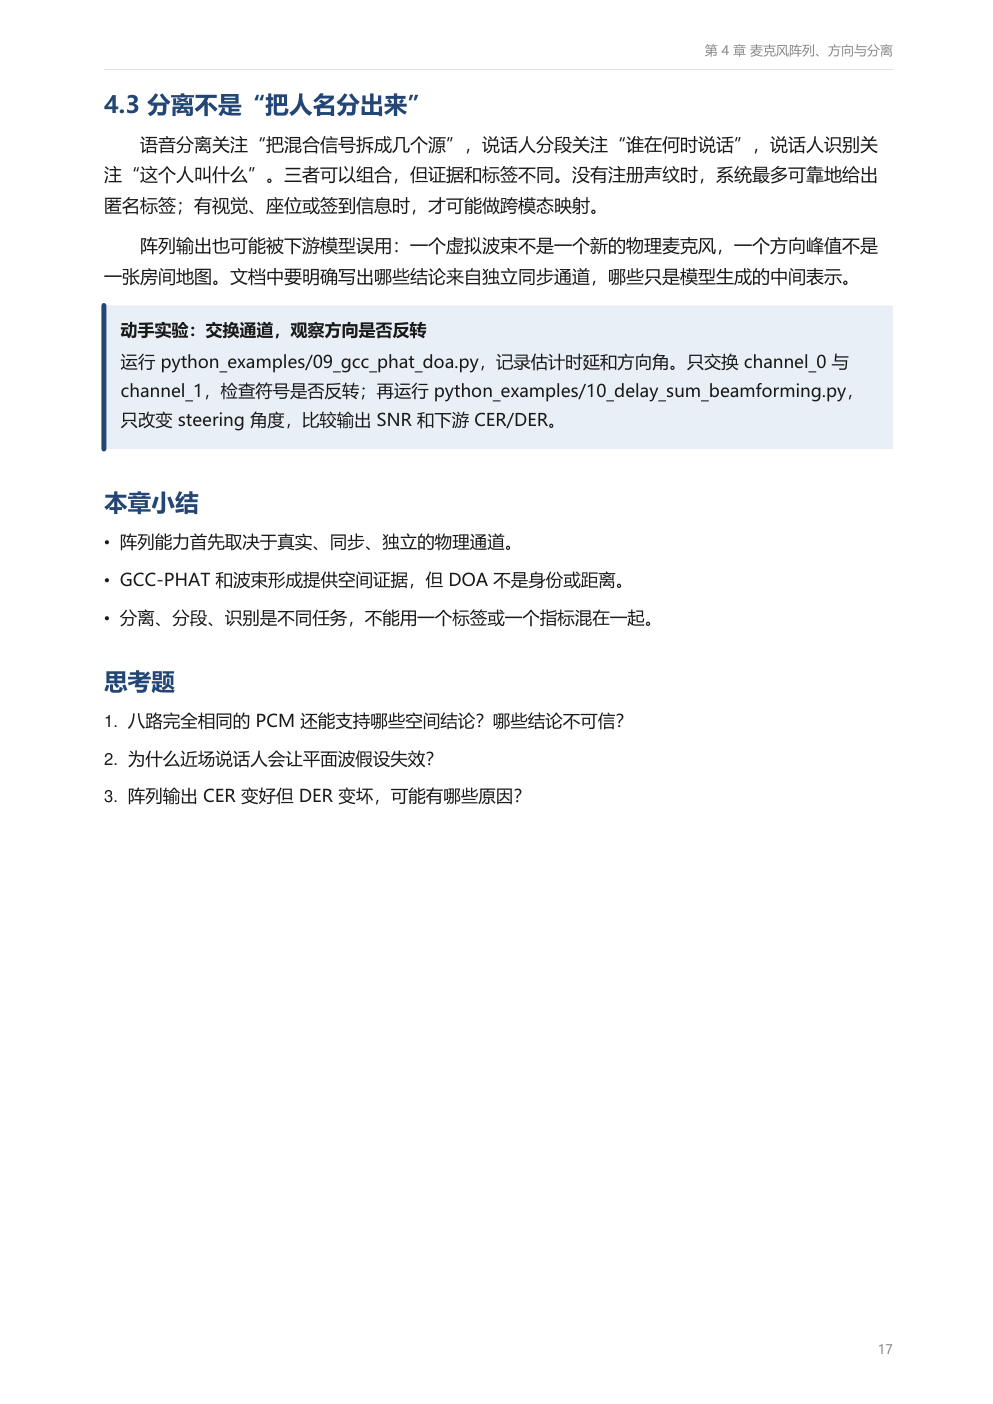 第 4 章 麦克风阵列、方向与分离
4.3 分离不是“把人名分出来”
语音分离关注“把混合信号拆成几个源”，说话人分段关注“谁在何时说话”，说话人识别关
注“这个人叫什么”。三者可以组合，但证据和标签不同。没有注册声纹时，系统最多可靠地给出
匿名标签；有视觉、座位或签到信息时，才可能做跨模态映射。
阵列输出也可能被下游模型误用：一个虚拟波束不是一个新的物理麦克风，一个方向峰值不是
一张房间地图。文档中要明确写出哪些结论来自独立同步通道，哪些只是模型生成的中间表示。
动手实验：交换通道，观察方向是否反转
运行 python_examples/09_gcc_phat_doa.py，记录估计时延和方向角。只交换 channel_0 与
channel_1，检查符号是否反转；再运行 python_examples/10_delay_sum_beamforming.py，
只改变 steering 角度，比较输出 SNR 和下游 CER/DER。
本章小结
• 阵列能力首先取决于真实、同步、独立的物理通道。
• GCC-PHAT 和波束形成提供空间证据，但 DOA 不是身份或距离。
• 分离、分段、识别是不同任务，不能用一个标签或一个指标混在一起。
思考题
1. 八路完全相同的 PCM 还能支持哪些空间结论？哪些结论不可信？
2. 为什么近场说话人会让平面波假设失效？
3. 阵列输出 CER 变好但 DER 变坏，可能有哪些原因？
17